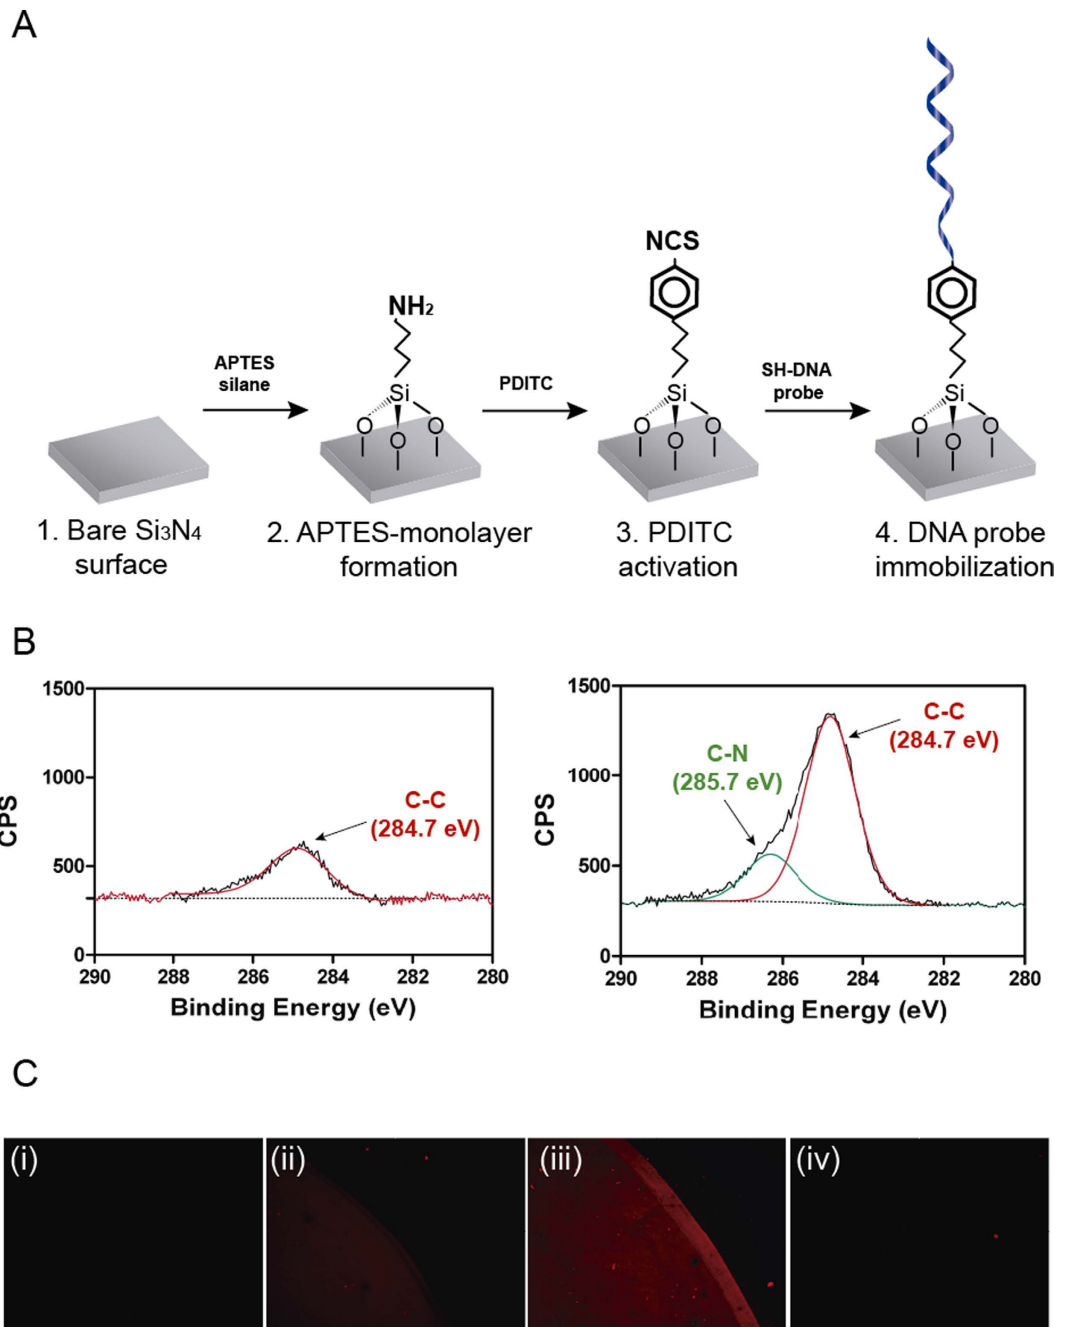 A
NCS
NH2
APTES
silane
PDITC
SH-DNA
probe
Si
Si
Si
O
O
O
O
O
O
O
O
O
1. Bare Si3N4
surface
2. APTES-monolayer
formation
3. PDITC
activation
4. DNA probe
immobilization
B
1500
1000
500
0
CPS
C-C
(284.7 eV)
290
288
286
284
282
280
Binding Energy (eV)
1500
1000
500
0
CPS
C-N
(285.7 eV)
C-C
(284.7 eV)
290
288
286
284
282
280
Binding Energy (eV)
C
(i)
(ii)
(iii)
(iv)